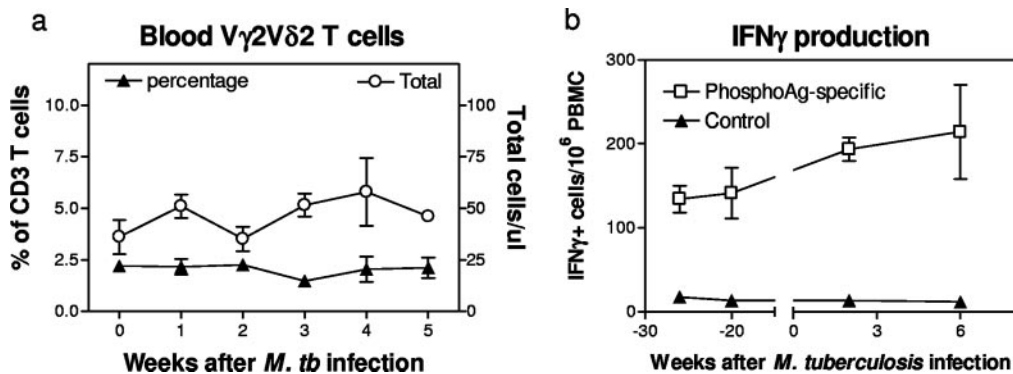 a
Blood Vγ2Vδ2 T cells
percentage
Total
% of CD3 T cells
10.0
7.5
5.0
2.5
0.0
Total cells/ul
100
75
50
25
0
0 1 2 3 4 5
Weeks after M. tb infection
b
IFNγ production
PhosphoAg-specific
Control
IFNγ+ cells/10^6 PBMC
300
200
100
0
-30 -20 0 3 6
Weeks after M. tuberculosis infection